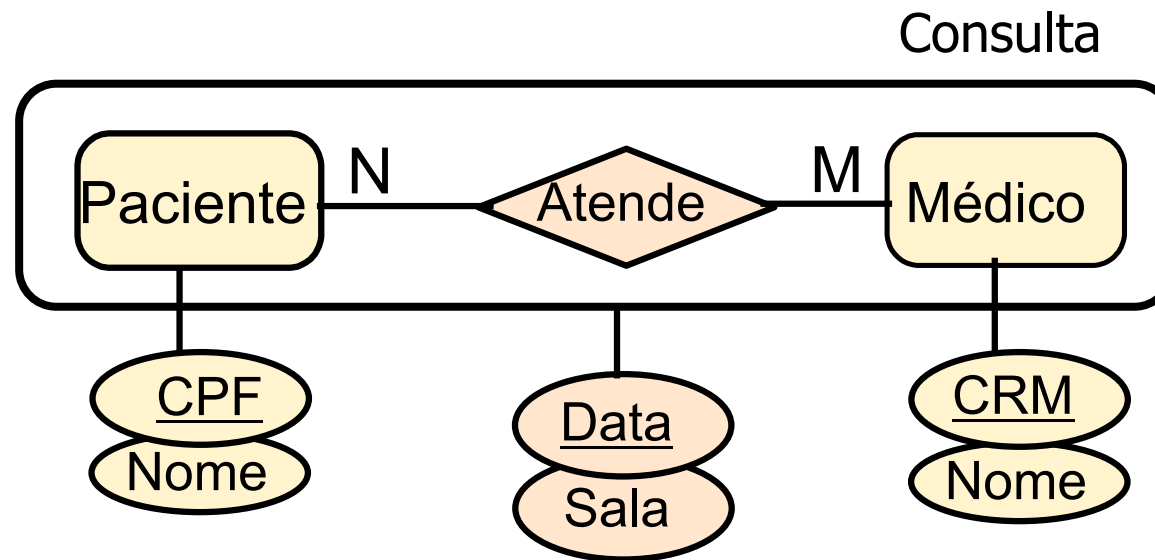 Consulta
Paciente
N
Atende
M
Médico
CPF
Nome
Data
Sala
CRM
Nome